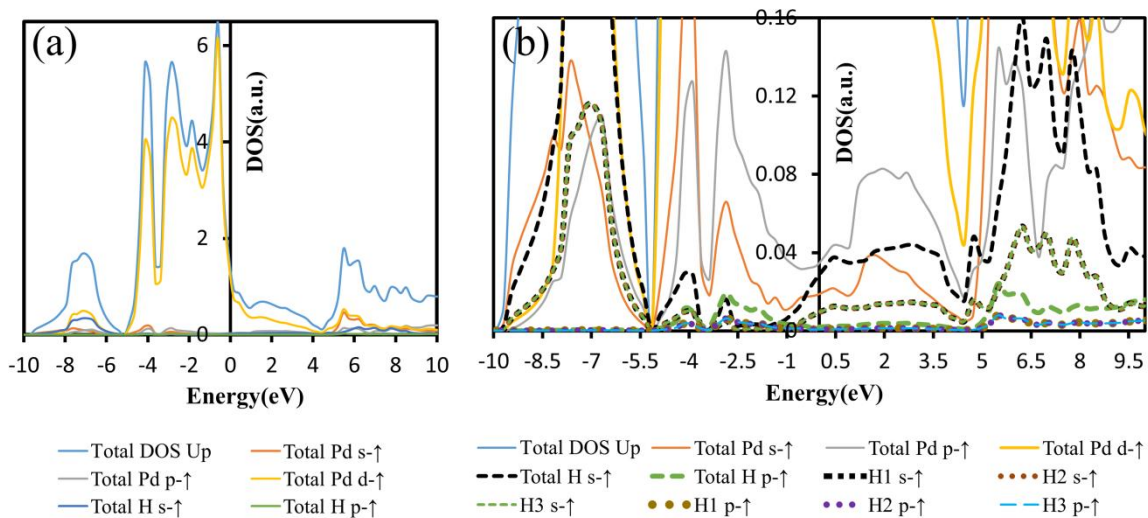 (a)
6
4
2
0
DOS(a.u.)
-10 -8 -6 -4 -2 0 2 4 6 8 10
Energy(eV)
Total DOS Up
Total Pd s-↑
Total Pd p-↑
Total Pd d-↑
Total H s-↑
Total H p-↑
(b)
0.16
0.12
0.08
0.04
0
DOS(a.u.)
-10 -8.5 -7 -5.5 -4 -2.5 -1 0.5 2 3.5 5 6.5 8 9.5
Energy(eV)
Total DOS Up
Total Pd s-↑
Total Pd p-↑
Total Pd d-↑
Total H s-↑
Total H p-↑
H1 s-↑
H2 s-↑
H3 s-↑
H1 p-↑
H2 p-↑
H3 p-↑